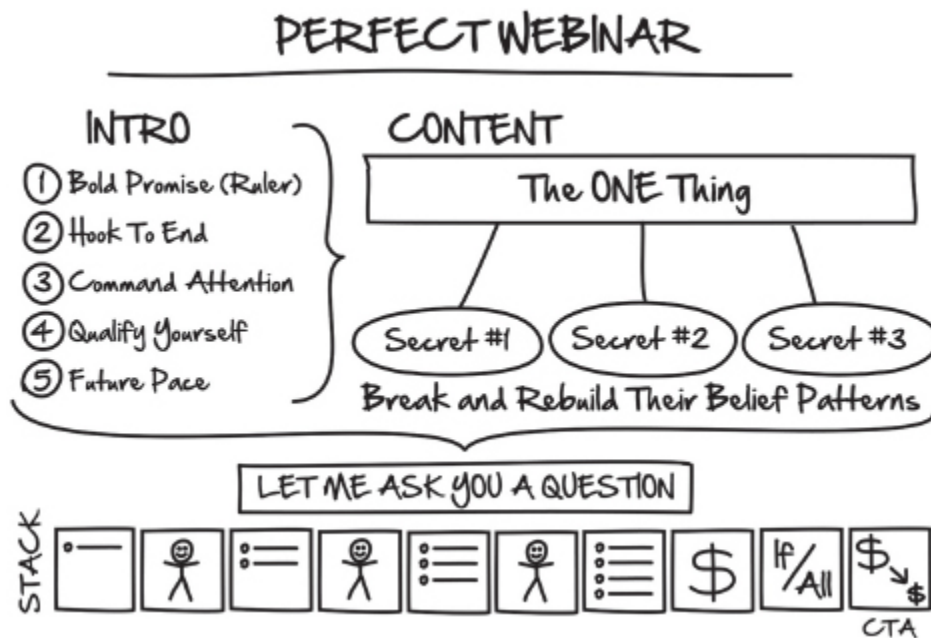 PERFECT WEBINAR
INTRO
1 Bold Promise (Ruler)
2 Hook To End
3 Command Attention
4 Qualify Yourself
5 Future Pace
CONTENT
The ONE Thing
Secret #1
Secret #2
Secret #3
Break and Rebuild Their Belief Patterns
LET ME ASK YOU A QUESTION
STACK
$
If/All
$
$
CTA